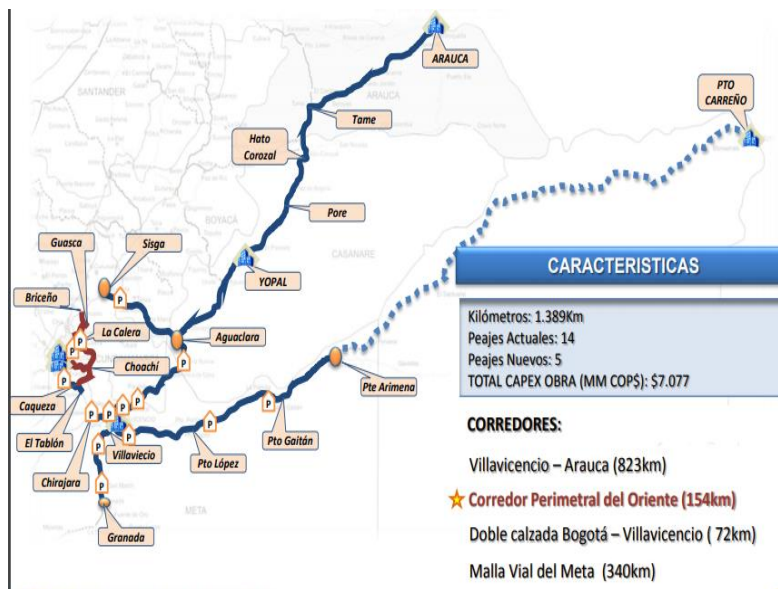 ARAUCA
PTO
CARREÑO
SANTANDER
ARAUCA
Tame
Hato
Corozal
BOYACÁ
Pore
Guasca
Sisga
CASANARE
YOPAL
Briceño
La Calera
Aguaclara
Choachí
Pte Arimena
Caqueza
El Tablón
Villaviecio
Pto López
Pto Gaitán
Chirajara
META
Granada
P
P
P
P
P
P
P
P
P
P
P
P
P
P
CARACTERISTICAS
Kilómetros: 1.389Km
Peajes Actuales: 14
Peajes Nuevos: 5
TOTAL CAPEX OBRA (MM COP$): $7.077
CORREDORES:
Villavicencio – Arauca (823km)
Corredor Perimetral del Oriente (154km)
Doble calzada Bogotá – Villavicencio ( 72km)
Malla Vial del Meta (340km)